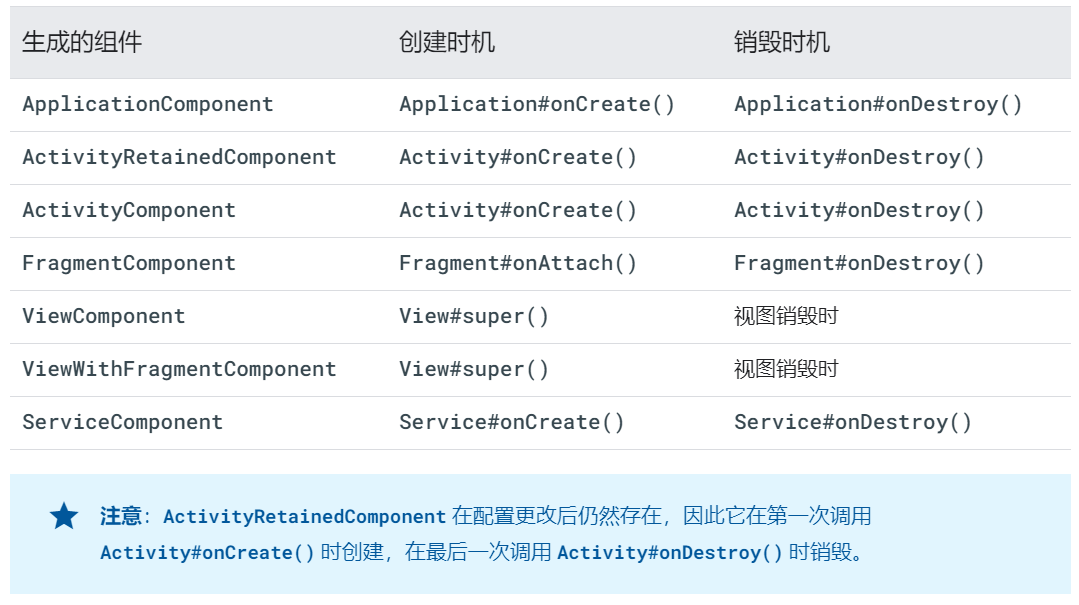 生成的组件 创建时机 销毁时机
ApplicationComponent Application#onCreate() Application#onDestroy()
ActivityRetainedComponent Activity#onCreate() Activity#onDestroy()
ActivityComponent Activity#onCreate() Activity#onDestroy()
FragmentComponent Fragment#onAttach() Fragment#onDestroy()
ViewComponent View#super() 视图销毁时
ViewWithFragmentComponent View#super() 视图销毁时
ServiceComponent Service#onCreate() Service#onDestroy()
注意：ActivityRetainedComponent 在配置更改后仍然存在，因此它在第一次调用
Activity#onCreate() 时创建，在最后一次调用 Activity#onDestroy() 时销毁。